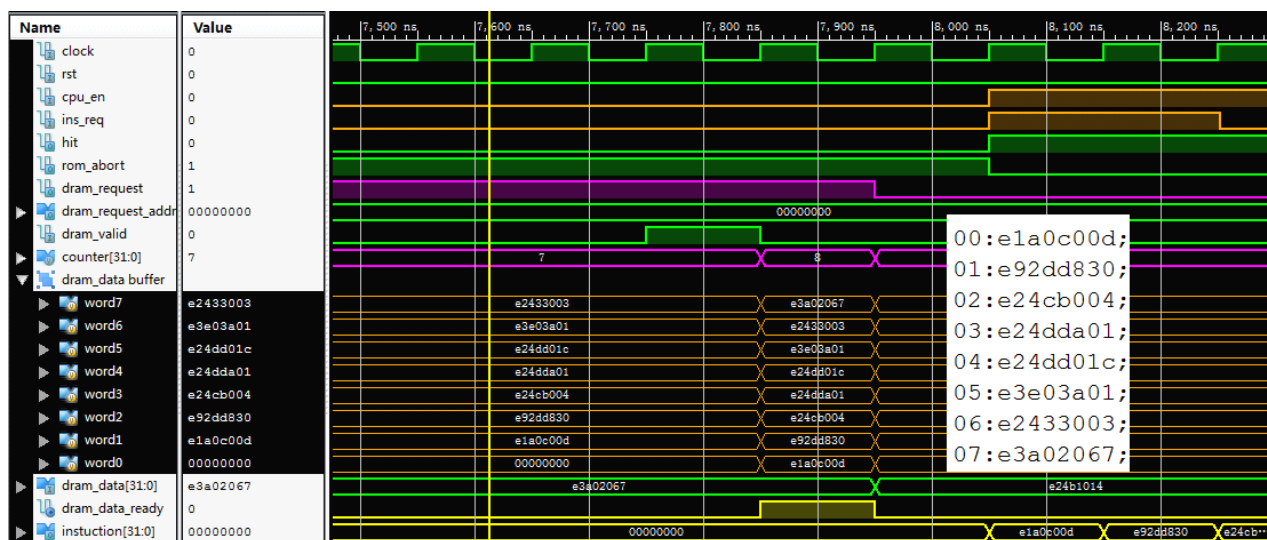 Name Value 7,500 ns 7,600 ns 7,700 ns 7,800 ns 7,900 ns 8,000 ns 8,100 ns 8,200 ns
clock 0
rst 0
cpu_en 0
ins_req 0
hit 0
rom_abort 1
dram_request 1
dram_request_addr 00000000 00000000
dram_valid 0
counter[31:0] 7 7 8
dram_data buffer
word7 e2433003 e2433003 e3a02067
word6 e3e03a01 e3e03a01 e2433003
word5 e24dd01c e24dd01c e3e03a01
word4 e24dda01 e24dda01 e24dd01c
word3 e24cb004 e24cb004 e24dda01
word2 e92dd830 e92dd830 e24cb004
word1 e1a0c00d e1a0c00d e92dd830
word0 00000000 00000000 e1a0c00d
dram_data[31:0] e3a02067 e3a02067 e24b1014
dram_data_ready 0
instuction[31:0] 00000000 00000000 e1a0c00d e92dd830 e24cb···
00:e1a0c00d;
01:e92dd830;
02:e24cb004;
03:e24dda01;
04:e24dd01c;
05:e3e03a01;
06:e2433003;
07:e3a02067;